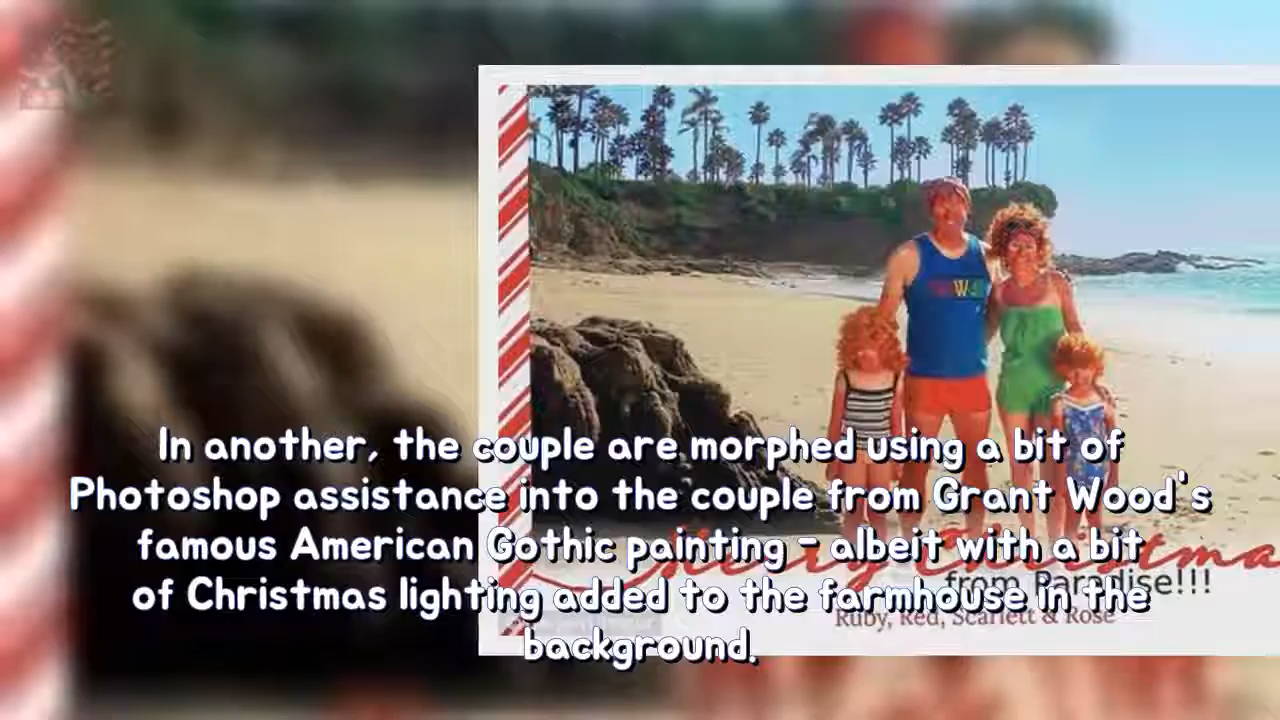 In another, the couple are morphed using a bit of
Photoshop assistance into the couple from Grant Wood's
famous American Gothic painting - albeit with a bit
of Christmas lighting added to the farmhouse in the
background.
Merry Christma
from Paradise!!!
Ruby, Red, Scarlett & Rose